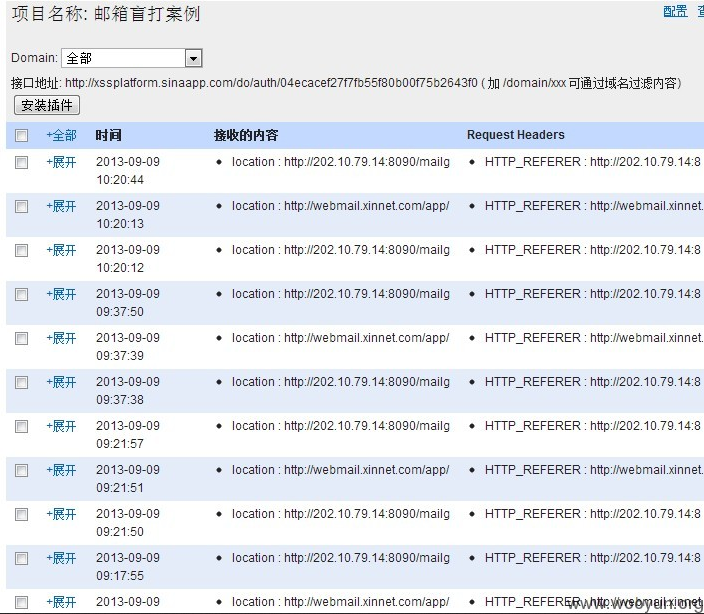 项目名称: 邮箱盲打案例
配置
Domain: 全部
接口地址: http://xssplatform.sinaapp.com/do/auth/04ecacef27f7fb55f80b00f75b2643f0 ( 加 /domain/xxx 可通过域名过滤内容)
安装插件
+全部 时间 接收的内容 Request Headers
+展开 2013-09-09 10:20:44 location : http://202.10.79.14:8090/mailg HTTP_REFERER : http://202.10.79.14:8
+展开 2013-09-09 10:20:13 location : http://webmail.xinnet.com/app/ HTTP_REFERER : http://webmail.xinnet.
+展开 2013-09-09 10:20:12 location : http://202.10.79.14:8090/mailg HTTP_REFERER : http://202.10.79.14:8
+展开 2013-09-09 09:37:50 location : http://202.10.79.14:8090/mailg HTTP_REFERER : http://202.10.79.14:8
+展开 2013-09-09 09:37:39 location : http://webmail.xinnet.com/app/ HTTP_REFERER : http://webmail.xinnet.
+展开 2013-09-09 09:37:38 location : http://202.10.79.14:8090/mailg HTTP_REFERER : http://202.10.79.14:8
+展开 2013-09-09 09:21:57 location : http://202.10.79.14:8090/mailg HTTP_REFERER : http://202.10.79.14:8
+展开 2013-09-09 09:21:51 location : http://webmail.xinnet.com/app/ HTTP_REFERER : http://webmail.xinnet.
+展开 2013-09-09 09:21:50 location : http://202.10.79.14:8090/mailg HTTP_REFERER : http://202.10.79.14:8
+展开 2013-09-09 09:17:55 location : http://202.10.79.14:8090/mailg HTTP_REFERER : http://202.10.79.14:8
+展开 2013-09-09 location : http://webmail.xinnet.com/app/ HTTP_REFERER : http://webmail.xinnet.
www.wooyun.org